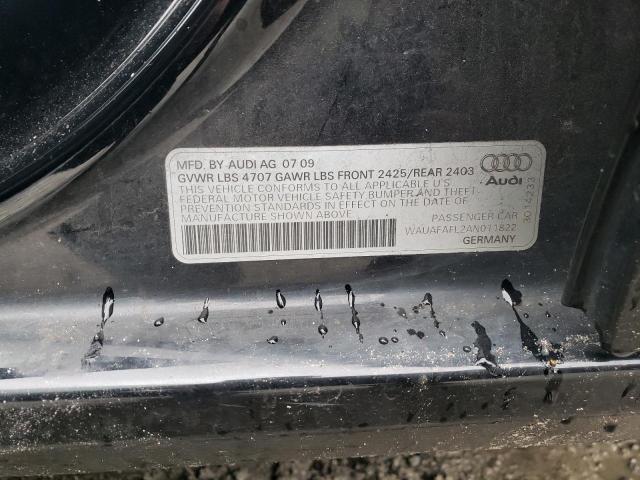 MFD. BY AUDI AG 07 09
GVWR LBS 4707 GAWR LBS FRONT 2425/REAR 2403
THIS VEHICLE CONFORMS TO ALL APPLICABLE U.S.
FEDERAL MOTOR VEHICLE SAFETY BUMPER AND THEFT
PREVENTION STANDARDS IN EFFECT ON THE DATE OF
MANUFACTURE SHOWN ABOVE
PASSENGER CAR
WAUAFAFL2AN011822
GERMANY
Audi
9014233